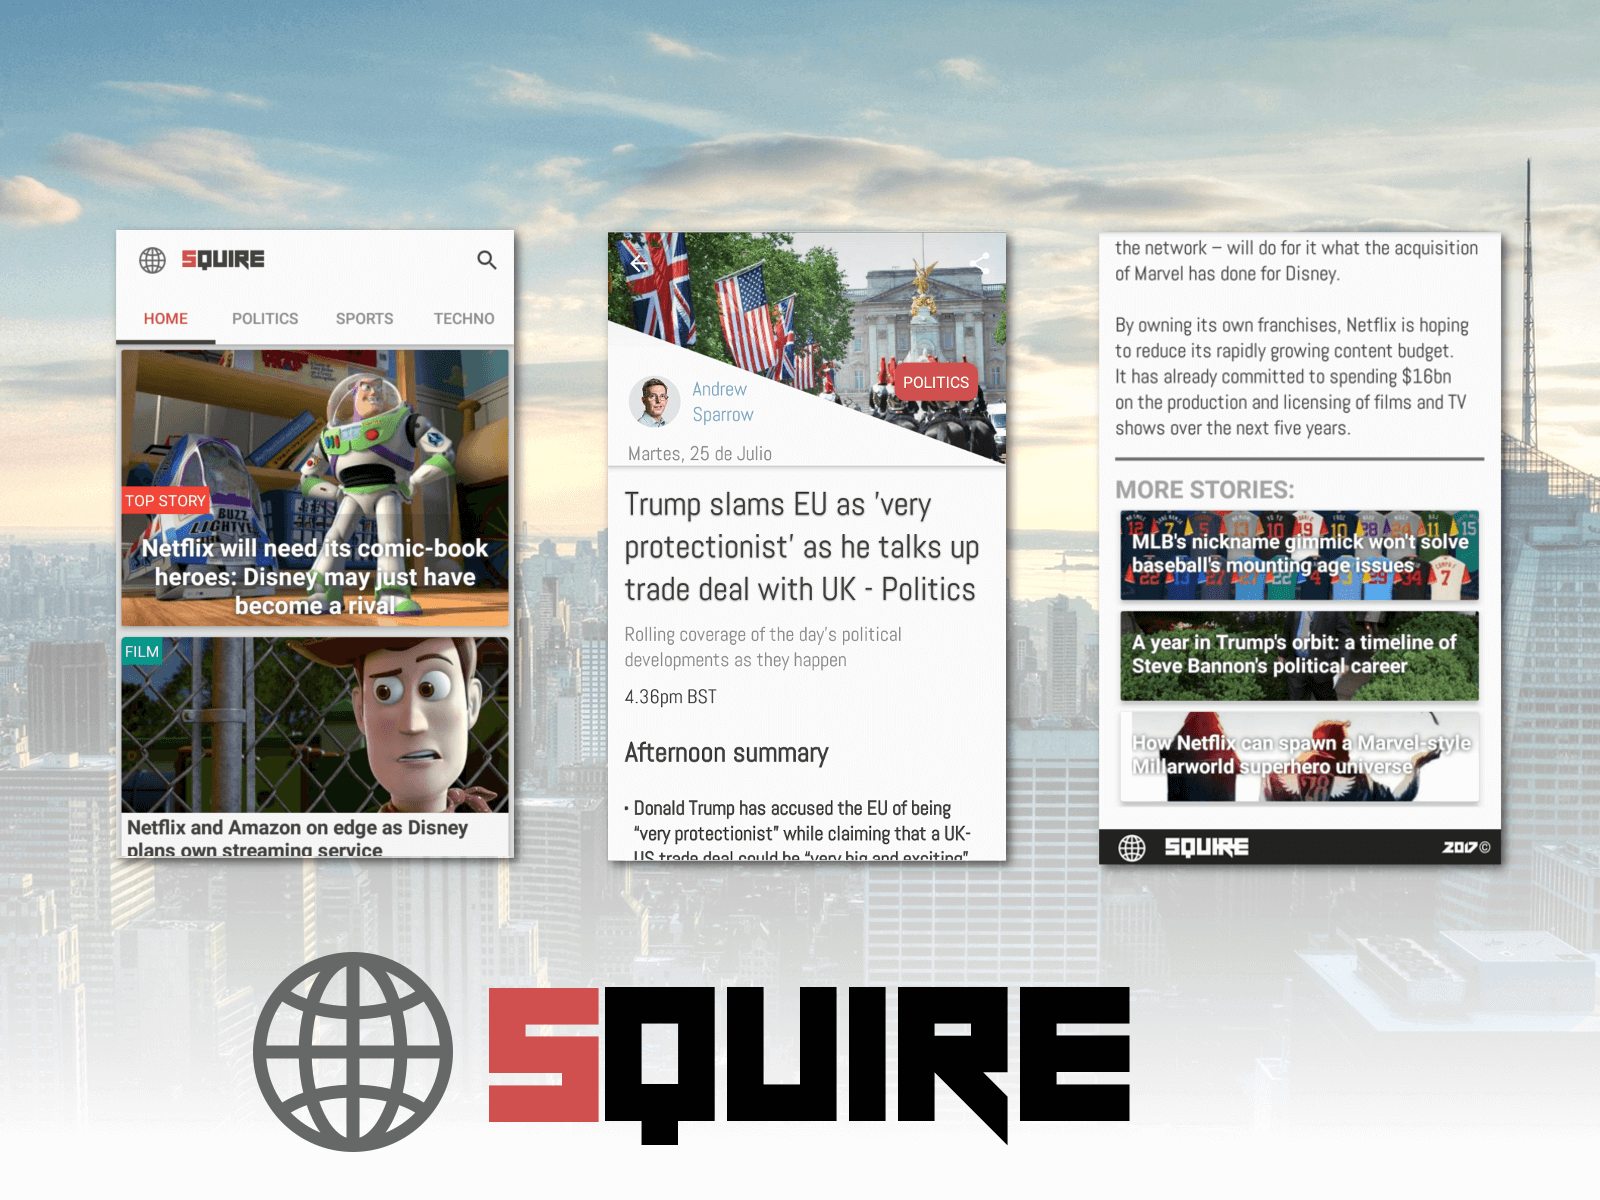 SQUIRE
HOME POLITICS SPORTS TECHNO
BUZZ
LIGHTYE
TOP STORY
Netflix will need its comic-book
heroes: Disney may just have
become a rival
FILM
Netflix and Amazon on edge as Disney
plans own streaming service
POLITICS
Andrew
Sparrow
Martes, 25 de Julio
Trump slams EU as 'very
protectionist' as he talks up
trade deal with UK - Politics
Rolling coverage of the day's political
developments as they happen
4.36pm BST
Afternoon summary
• Donald Trump has accused the EU of being
“very protectionist” while claiming that a UK-
US trade deal could be “very big and exciting”
the network – will do for it what the acquisition
of Marvel has done for Disney.
By owning its own franchises, Netflix is hoping
to reduce its rapidly growing content budget.
It has already committed to spending $16bn
on the production and licensing of films and TV
shows over the next five years.
MORE STORIES:
MLB's nickname gimmick won't solve
baseball's mounting age issues
A year in Trump's orbit: a timeline of
Steve Bannon's political career
How Netflix can spawn a Marvel-style
Millarworld superhero universe
SQUIRE 2017©
SQUIRE